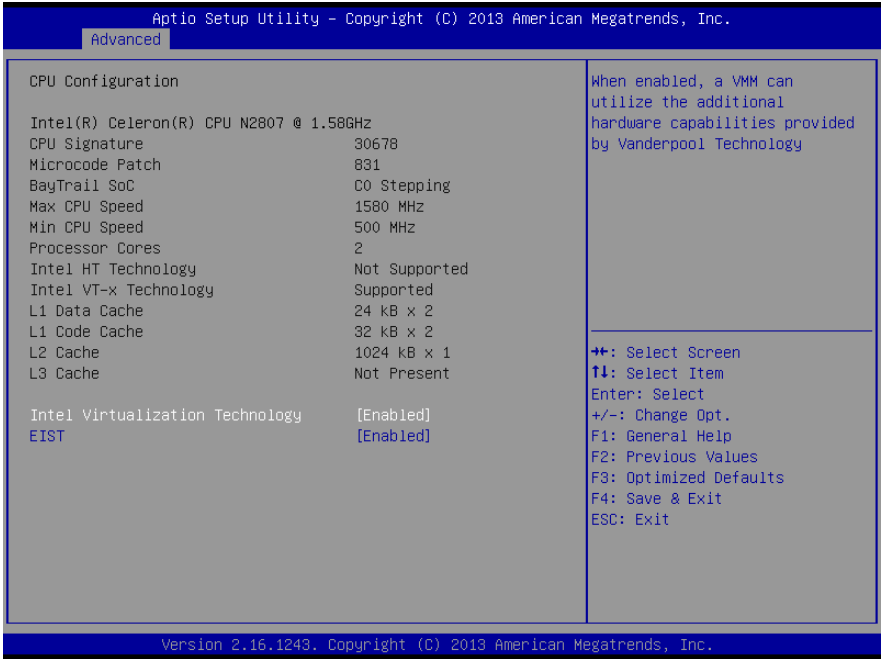 Aptio Setup Utility – Copyright (C) 2013 American Megatrends, Inc.
Advanced
CPU Configuration
Intel(R) Celeron(R) CPU N2807 @ 1.58GHz
CPU Signature 30678
Microcode Patch 831
BayTrail SoC C0 Stepping
Max CPU Speed 1580 MHz
Min CPU Speed 500 MHz
Processor Cores 2
Intel HT Technology Not Supported
Intel VT-x Technology Supported
L1 Data Cache 24 kB x 2
L1 Code Cache 32 kB x 2
L2 Cache 1024 kB x 1
L3 Cache Not Present
Intel Virtualization Technology [Enabled]
EIST [Enabled]
When enabled, a VMM can
utilize the additional
hardware capabilities provided
by Vanderpool Technology
→←: Select Screen
↑↓: Select Item
Enter: Select
+/-: Change Opt.
F1: General Help
F2: Previous Values
F3: Optimized Defaults
F4: Save & Exit
ESC: Exit
Version 2.16.1243. Copyright (C) 2013 American Megatrends, Inc.